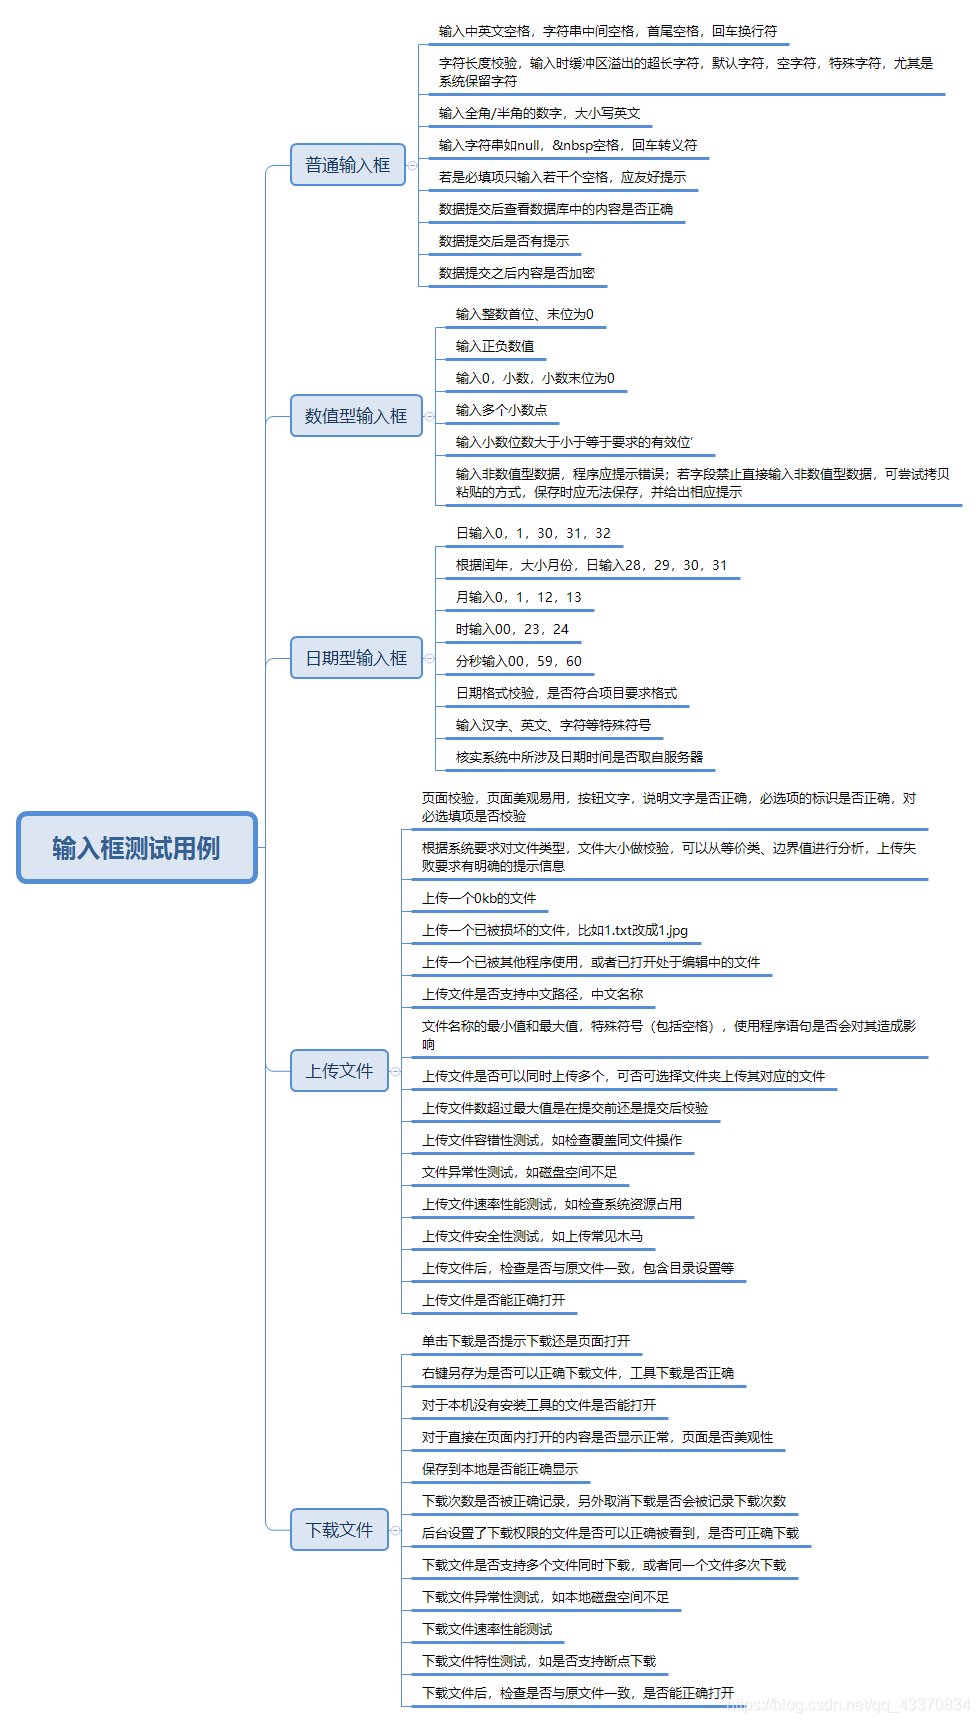 输入中英文空格，字符串中间空格，首尾空格，回车换行符
字符长度校验，输入时缓冲区溢出的超长字符，默认字符，空字符，特殊字符，尤其是
系统保留字符
输入全角/半角的数字，大小写英文
普通输入框
输入字符串如null，&nbsp空格，回车转义符
若是必填项只输入若干个空格，应友好提示
数据提交后查看数据库中的内容是否正确
数据提交后是否有提示
数据提交之后内容是否加密
输入整数首位、末位为0
输入正负数值
输入0，小数，小数末位为0
数值型输入框
输入多个小数点
输入小数位数大于小于等于要求的有效位'
输入非数值型数据，程序应提示错误；若字段禁止直接输入非数值型数据，可尝试拷贝
粘贴的方式，保存时应无法保存，并给出相应提示
日输入0，1，30，31，32
根据闰年，大小月份，日输入28，29，30，31
月输入0，1，12，13
时输入00，23，24
日期型输入框
分秒输入00，59，60
日期格式校验，是否符合项目要求格式
输入汉字、英文、字符等特殊符号
核实系统中所涉及日期时间是否取自服务器
输入框测试用例
页面校验，页面美观易用，按钮文字，说明文字是否正确，必选项的标识是否正确，对
必选填项是否校验
根据系统要求对文件类型，文件大小做校验，可以从等价类、边界值进行分析，上传失
败要求有明确的提示信息
上传一个0kb的文件
上传一个已被损坏的文件，比如1.txt改成1.jpg
上传一个已被其他程序使用，或者已打开处于编辑中的文件
上传文件是否支持中文路径，中文名称
文件名称的最小值和最大值，特殊符号（包括空格），使用程序语句是否会对其造成影
响
上传文件
上传文件是否可以同时上传多个，可否可选择文件夹上传其对应的文件
上传文件数超过最大值是在提交前还是提交后校验
上传文件容错性测试，如检查覆盖同文件操作
文件异常性测试，如磁盘空间不足
上传文件速率性能测试，如检查系统资源占用
上传文件安全性测试，如上传常见木马
上传文件后，检查是否与原文件一致，包含目录设置等
上传文件是否能正确打开
单击下载是否提示下载还是页面打开
右键另存为是否可以正确下载文件，工具下载是否正确
对于本机没有安装工具的文件是否能打开
对于直接在页面内打开的内容是否显示正常，页面是否美观性
保存到本地是否能正确显示
下载次数是否被正确记录，另外取消下载是否会被记录下载次数
下载文件
后台设置了下载权限的文件是否可以正确被看到，是否可正确下载
下载文件是否支持多个文件同时下载，或者同一个文件多次下载
下载文件异常性测试，如本地磁盘空间不足
下载文件速率性能测试
下载文件特性测试，如是否支持断点下载
下载文件后，检查是否与原文件一致，是否能正确打开
https://blog.csdn.net/qq_43370834